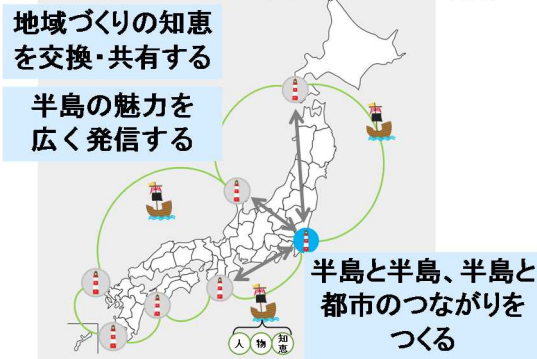 地域づくりの知恵
を交換・共有する
半島の魅力を
広く発信する
半島と半島、半島と
都市のつながりを
つくる
人 物 知恵